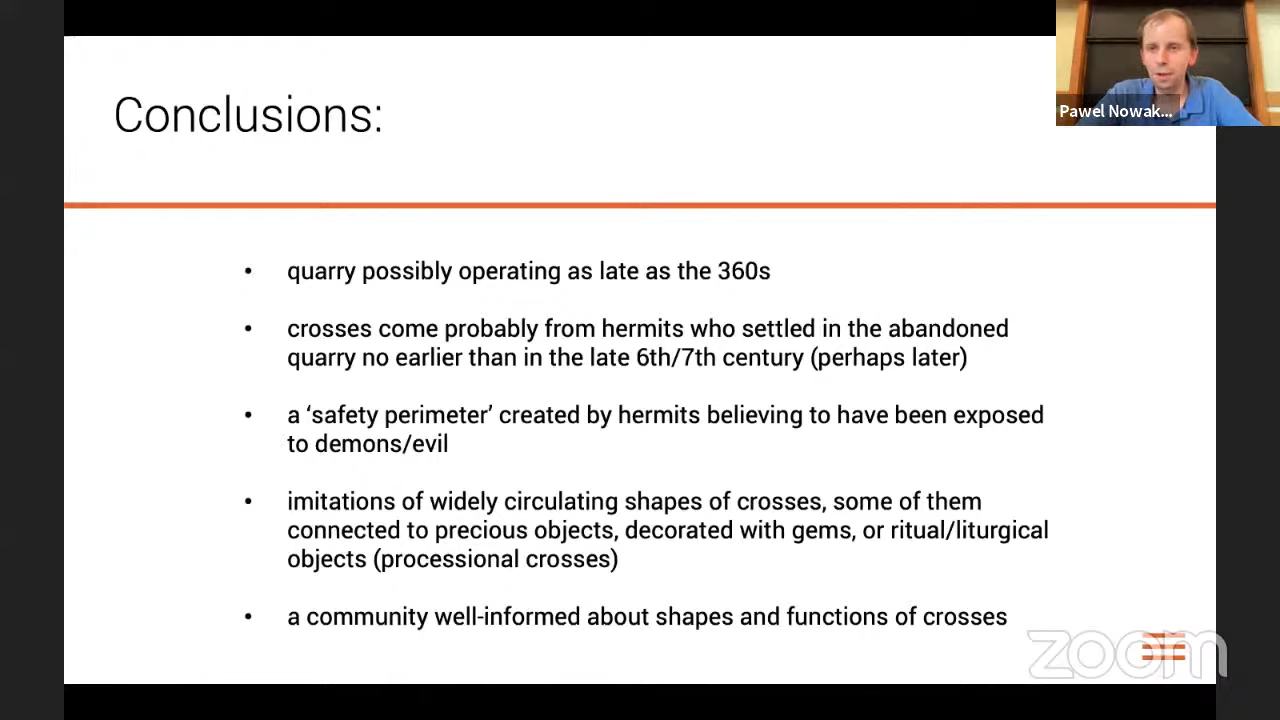 Conclusions:
Pawel Nowak...
• quarry possibly operating as late as the 360s
• crosses come probably from hermits who settled in the abandoned
quarry no earlier than in the late 6th/7th century (perhaps later)
• a ‘safety perimeter’ created by hermits believing to have been exposed
to demons/evil
• imitations of widely circulating shapes of crosses, some of them
connected to precious objects, decorated with gems, or ritual/liturgical
objects (processional crosses)
• a community well-informed about shapes and functions of crosses
zoom